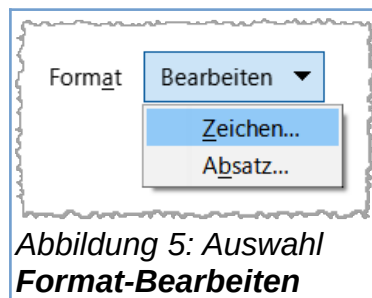 Format Bearbeiten
Zeichen...
Absatz...
Abbildung 5: Auswahl
Format-Bearbeiten